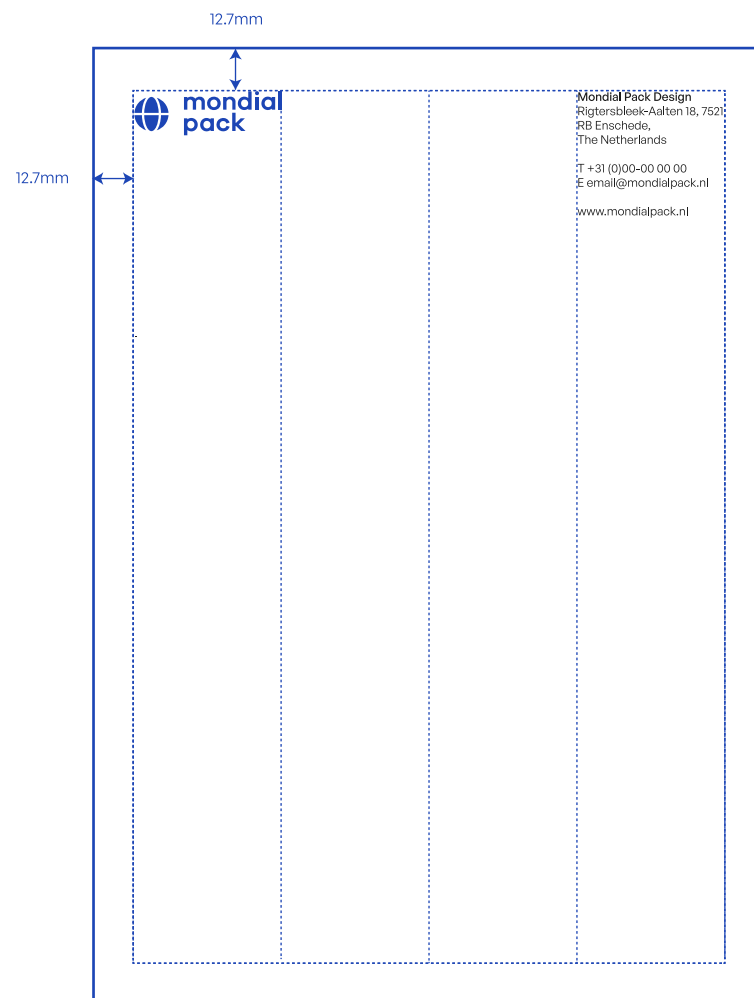 12.7mm
12.7mm
mondial
pack
Mondial Pack Design
Rigtersbleek-Aalten 18, 7521
RB Enschede,
The Netherlands
T +31 (0)00-00 00 00
E email@mondialpack.nl
www.mondialpack.nl